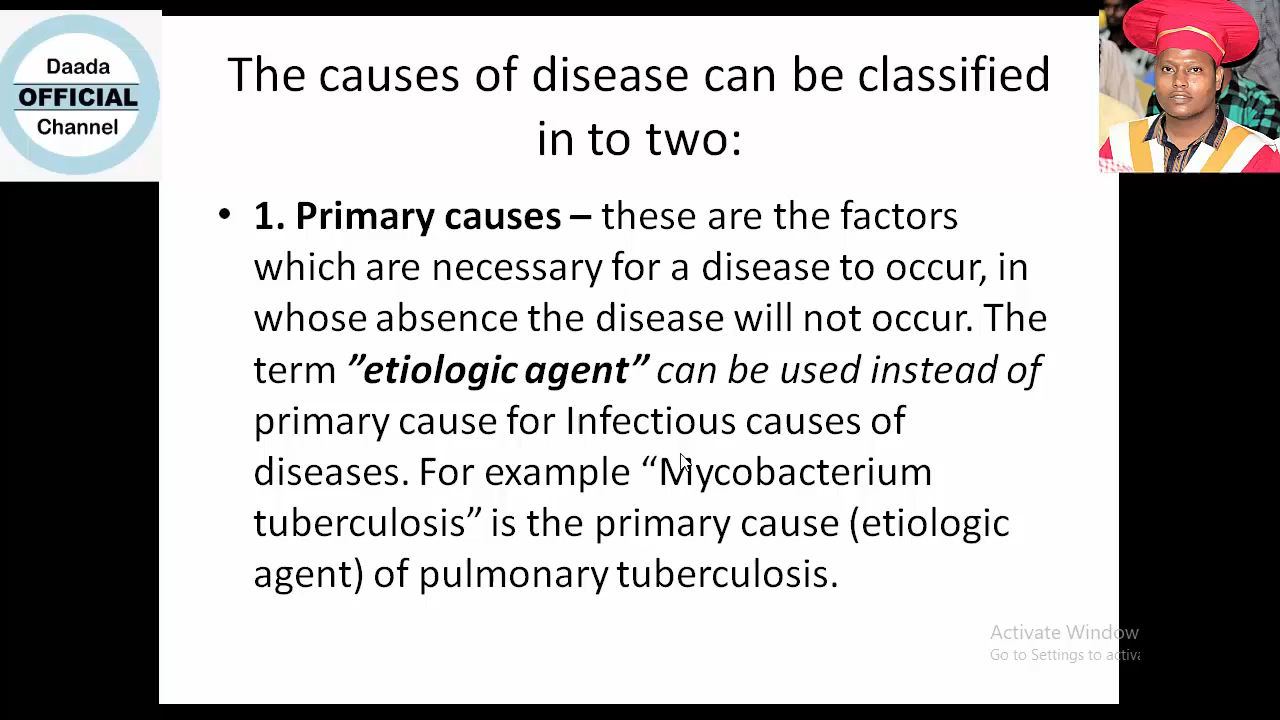 Daada
OFFICIAL
Channel
The causes of disease can be classified
in to two:
• 1. Primary causes – these are the factors
which are necessary for a disease to occur, in
whose absence the disease will not occur. The
term ”etiologic agent” can be used instead of
primary cause for Infectious causes of
diseases. For example “Mycobacterium
tuberculosis” is the primary cause (etiologic
agent) of pulmonary tuberculosis.
Activate Window
Go to Settings to activa